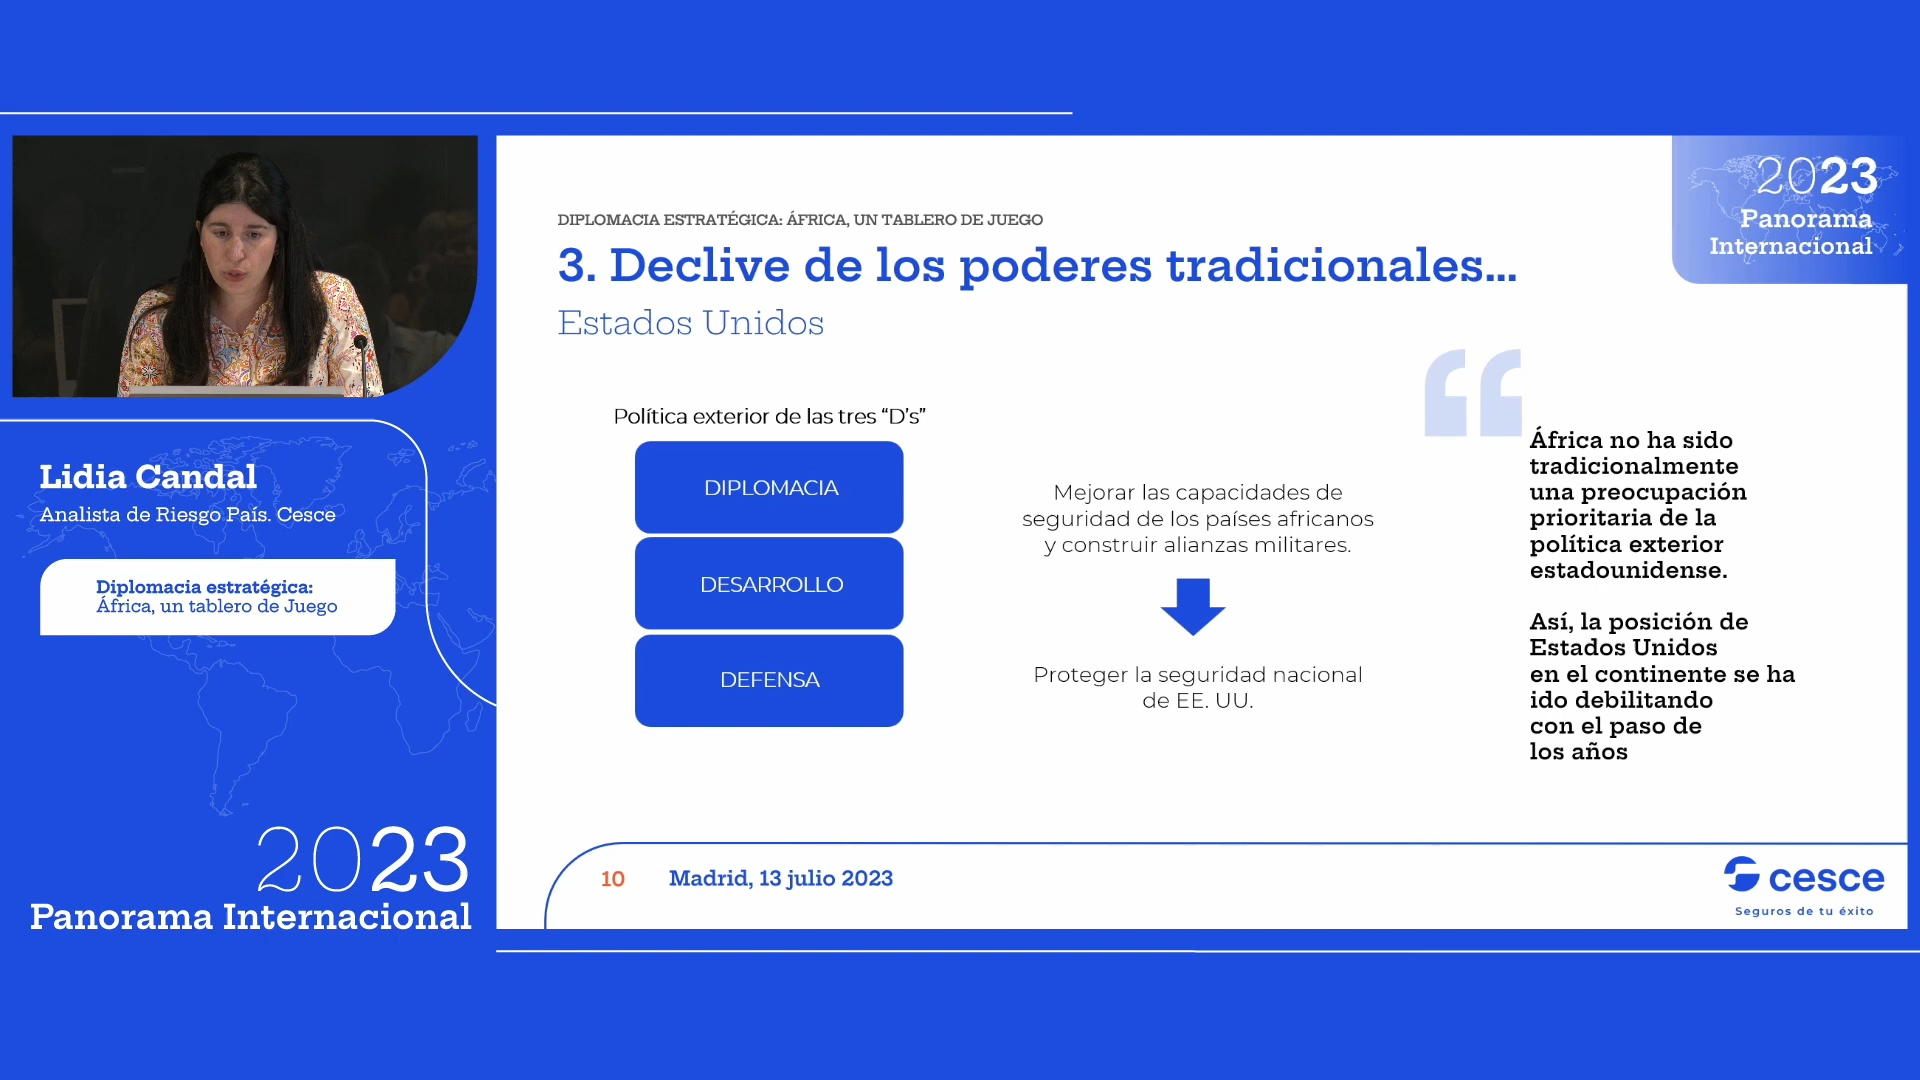 Lidia Candal
Analista de Riesgo País. Cesce
Diplomacia estratégica:
África, un tablero de Juego
2023
Panorama Internacional
DIPLOMACIA ESTRATÉGICA: ÁFRICA, UN TABLERO DE JUEGO
3. Declive de los poderes tradicionales...
Estados Unidos
2023
Panorama
Internacional
Política exterior de las tres “D’s”
DIPLOMACIA
DESARROLLO
DEFENSA
Mejorar las capacidades de
seguridad de los países africanos
y construir alianzas militares.
Proteger la seguridad nacional
de EE. UU.
“
África no ha sido
tradicionalmente
una preocupación
prioritaria de la
política exterior
estadounidense.
Así, la posición de
Estados Unidos
en el continente se ha
ido debilitando
con el paso de
los años
10 Madrid, 13 julio 2023
cesce
Seguros de tu éxito